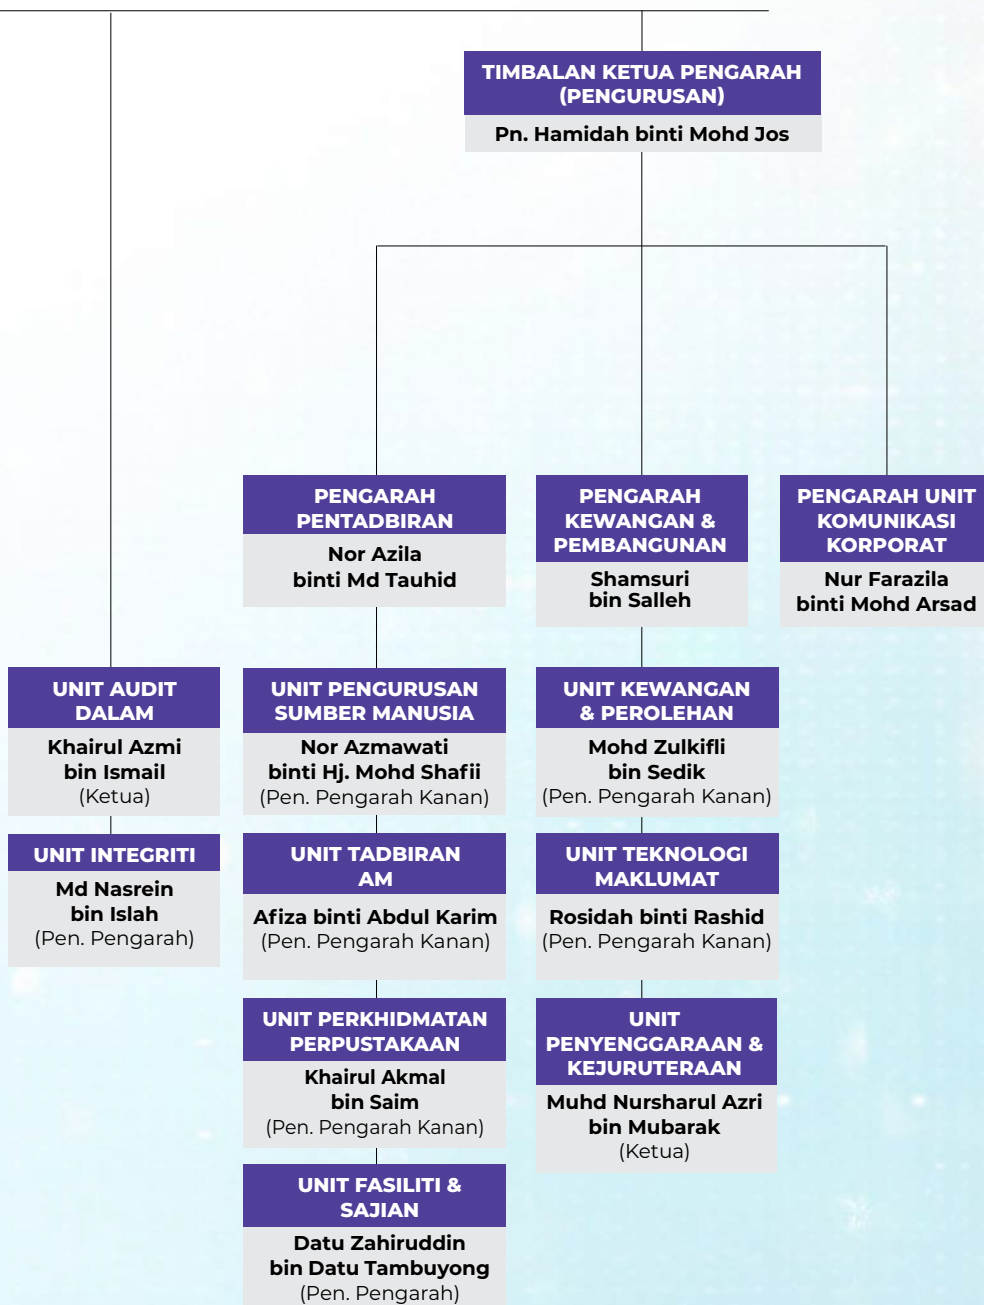 TIMBALAN KETUA PENGARAH
(PENGURUSAN)
Pn. Hamidah binti Mohd Jos
PENGARAH
PENTADBIRAN
Nor Azila
binti Md Tauhid
PENGARAH
KEWANGAN &
PEMBANGUNAN
Shamsuri
bin Salleh
PENGARAH UNIT
KOMUNIKASI
KORPORAT
Nur Farazila
binti Mohd Arsad
UNIT AUDIT
DALAM
Khairul Azmi
bin Ismail
(Ketua)
UNIT INTEGRITI
Md Nasrein
bin Islah
(Pen. Pengarah)
UNIT PENGURUSAN
SUMBER MANUSIA
Nor Azmawati
binti Hj. Mohd Shafii
(Pen. Pengarah Kanan)
UNIT TADBIRAN
AM
Afiza binti Abdul Karim
(Pen. Pengarah Kanan)
UNIT PERKHIDMATAN
PERPUSTAKAAN
Khairul Akmal
bin Saim
(Pen. Pengarah Kanan)
UNIT FASILITI &
SAJIAN
Datu Zahiruddin
bin Datu Tambuyong
(Pen. Pengarah)
UNIT KEWANGAN
& PEROLEHAN
Mohd Zulkifli
bin Sedik
(Pen. Pengarah Kanan)
UNIT TEKNOLOGI
MAKLUMAT
Rosidah binti Rashid
(Pen. Pengarah Kanan)
UNIT
PENYENGGARAAN &
KEJURUTERAAN
Muhd Nursharul Azri
bin Mubarak
(Ketua)